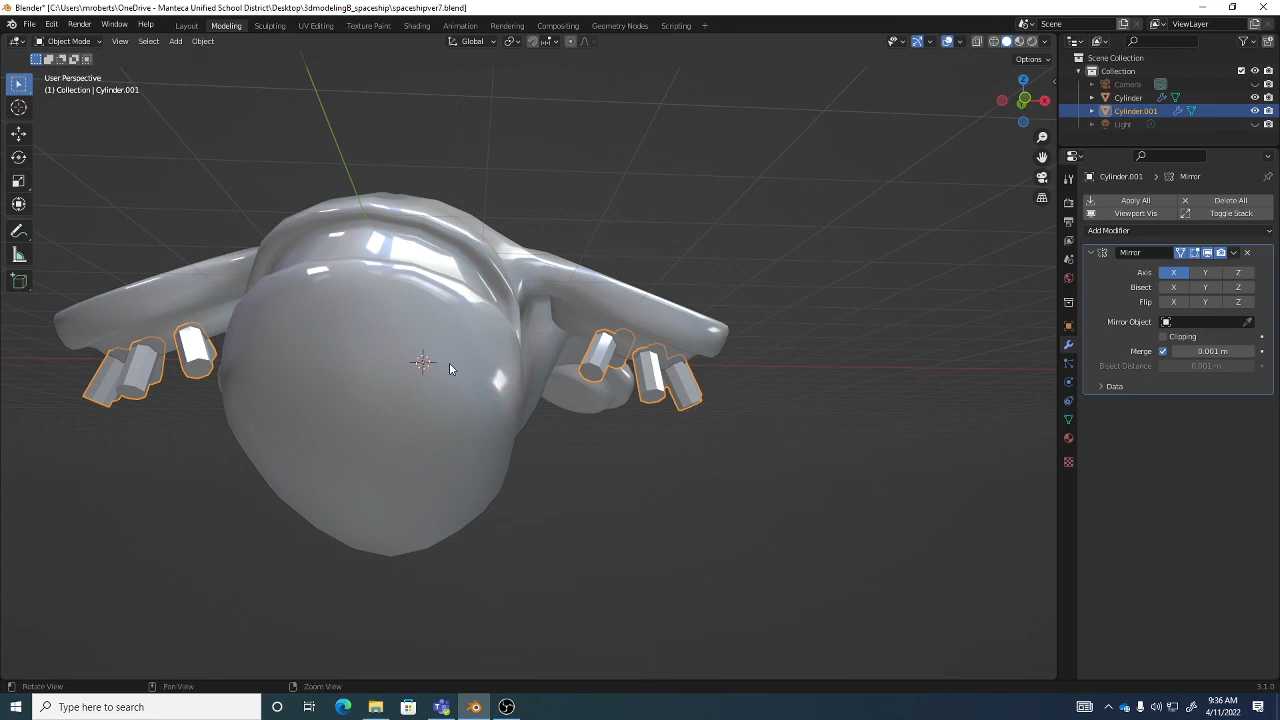 Blender* [C:\Users\mroberts\OneDrive - Manteca Unified School District\Desktop\3dmodelingB_spaceship\spaceshipver7.blend]
File Edit Render Window Help Layout Modeling Sculpting UV Editing Texture Paint Shading Animation Rendering Compositing Geometry Nodes Scripting + Scene ViewLayer
Object Mode View Select Add Object Global
Options
User Perspective
(1) Collection | Cylinder.001
Z
X
Scene Collection
Collection
Camera
Cylinder
Cylinder.001
Light
Cylinder.001 > Mirror
Apply All Delete All
Viewport Vis Toggle Stack
Add Modifier
Mirror
Axis X Y Z
Bisect X Y Z
Flip X Y Z
Mirror Object
Clipping
Merge 0.001 m
Bisect Distance 0.001 m
Data
Rotate View Pan View Zoom View 3.1.0
Type here to search
9:36 AM
4/11/2022